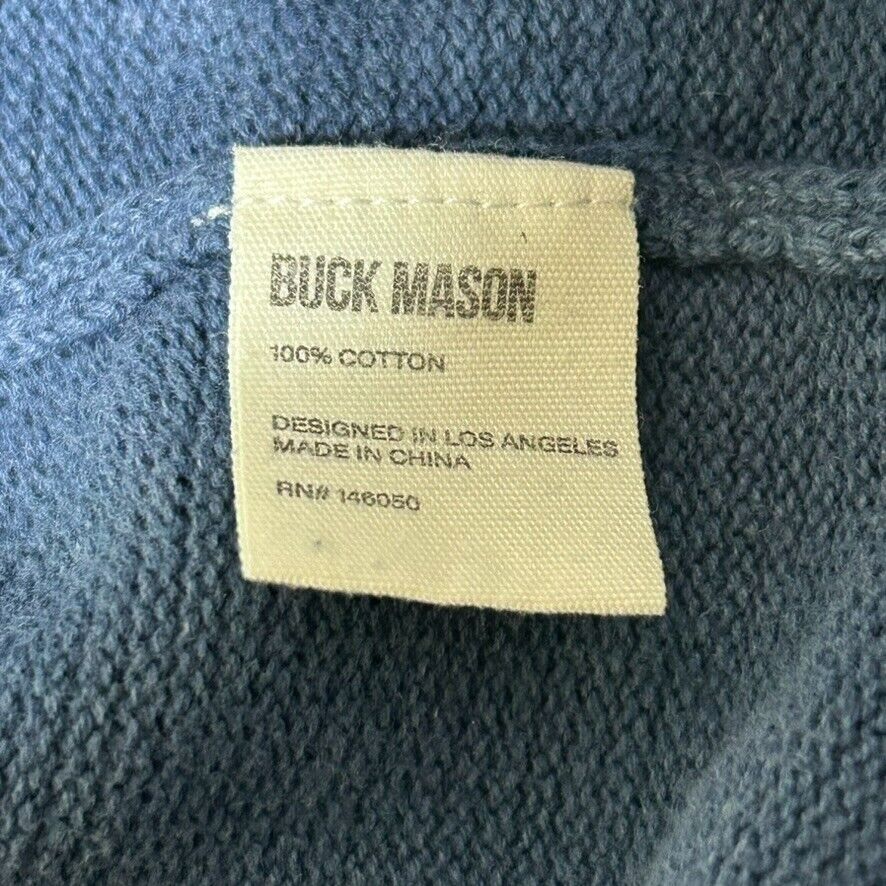 BUCK MASON
100% COTTON
DESIGNED IN LOS ANGELES
MADE IN CHINA
RN# 146050